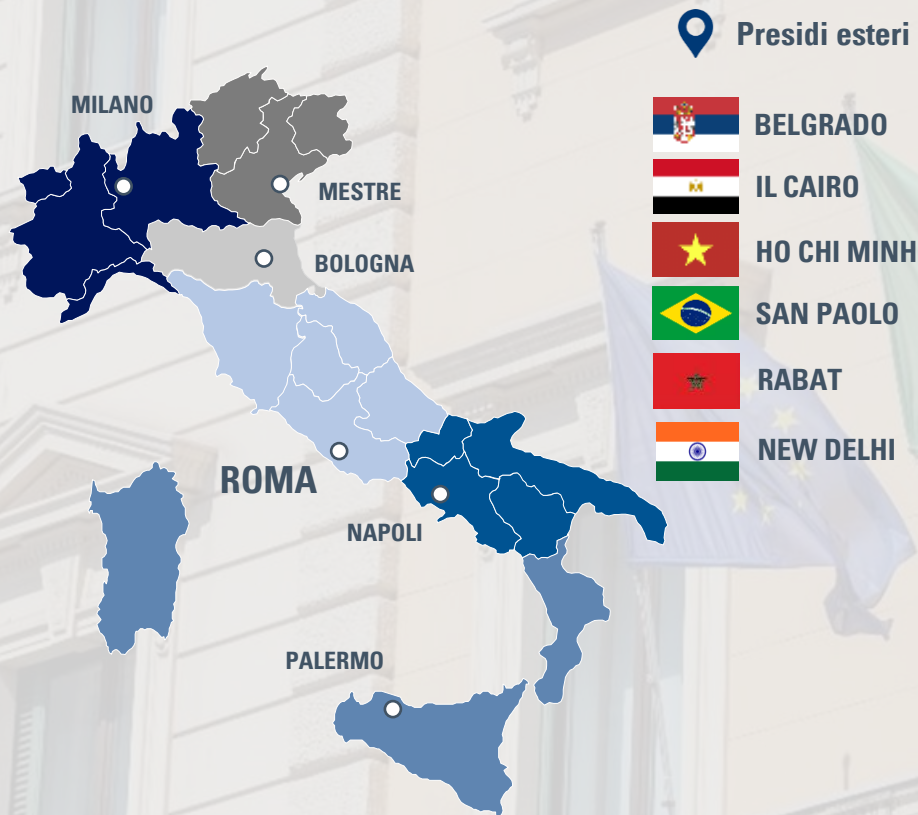 Presidi esteri
MILANO
MESTRE
BOLOGNA
ROMA
NAPOLI
PALERMO
BELGRADO
IL CAIRO
HO CHI MINH
SAN PAOLO
RABAT
NEW DELHI